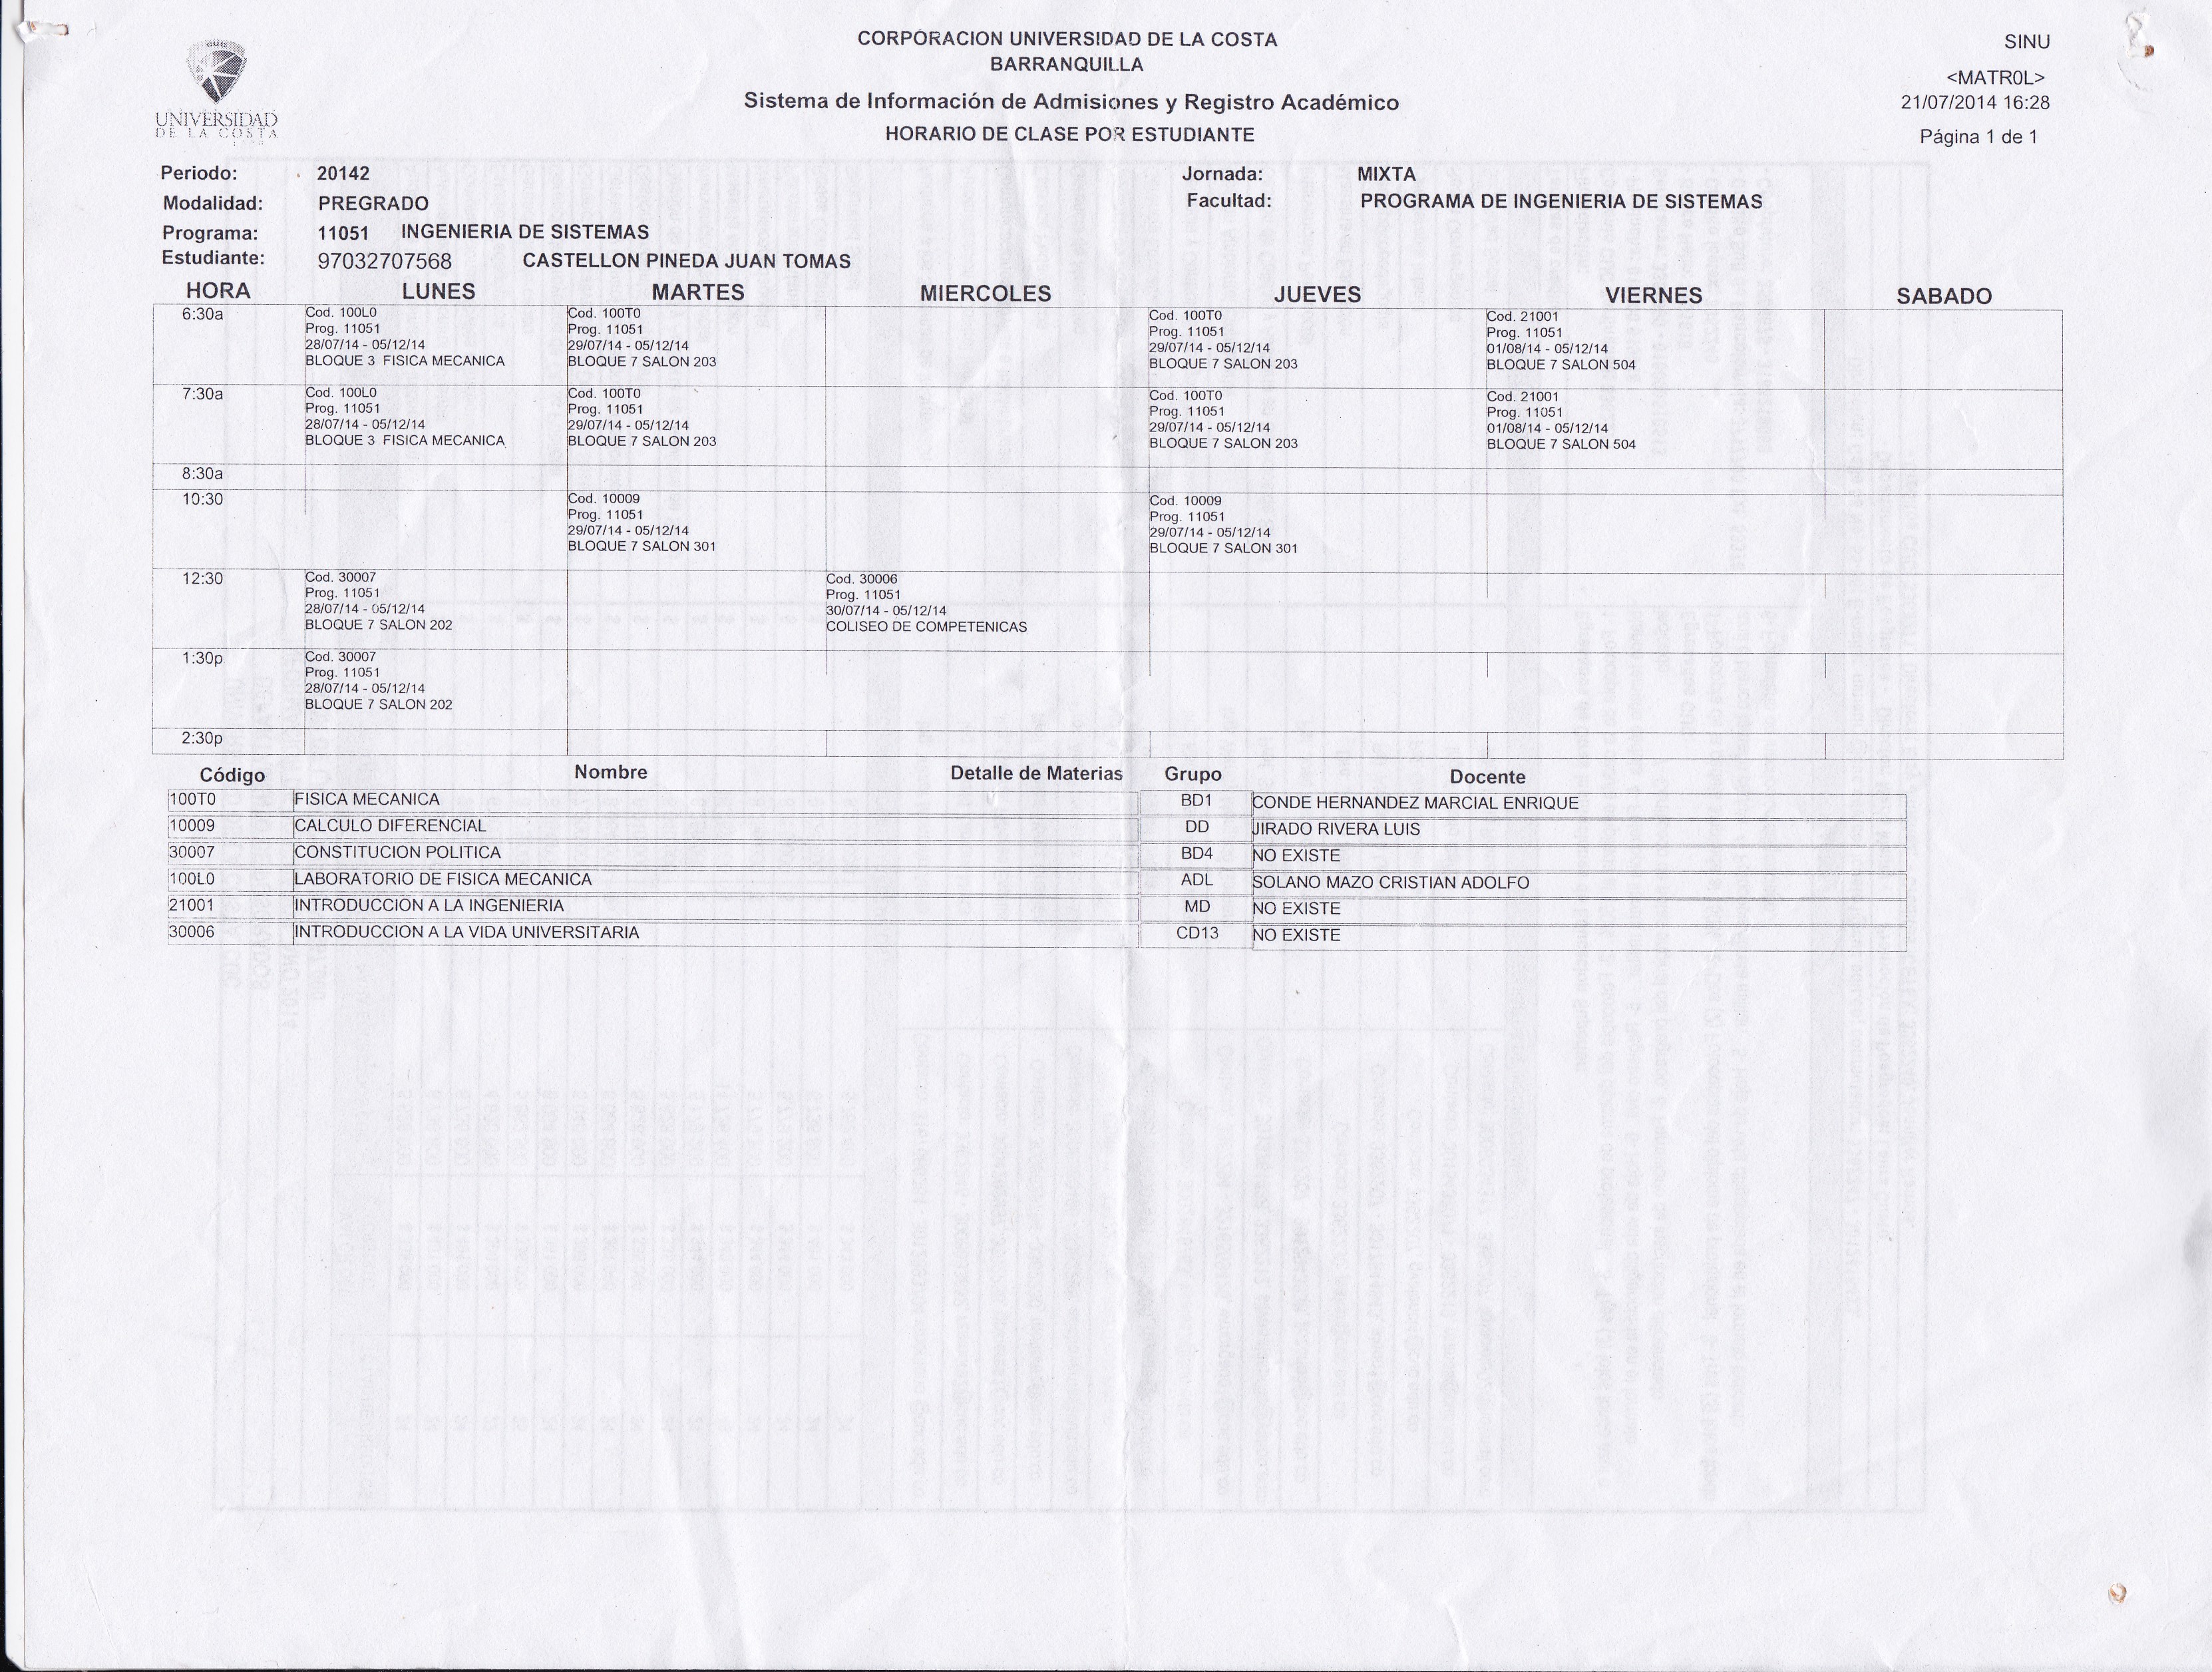 CUC
UNIVERSIDAD
DE LA COSTA
CORPORACION UNIVERSIDAD DE LA COSTA
BARRANQUILLA
Sistema de Información de Admisiones y Registro Académico
HORARIO DE CLASE POR ESTUDIANTE
SINU
<MATR0L>
21/07/2014 16:28
Página 1 de 1
Periodo: 20142 Jornada: MIXTA
Modalidad: PREGRADO Facultad: PROGRAMA DE INGENIERIA DE SISTEMAS
Programa: 11051 INGENIERIA DE SISTEMAS
Estudiante: 97032707568 CASTELLON PINEDA JUAN TOMAS
HORA LUNES MARTES MIERCOLES JUEVES VIERNES SABADO
6:30a Cod. 100L0 Cod. 100T0 Cod. 100T0 Cod. 21001
Prog. 11051 Prog. 11051 Prog. 11051 Prog. 11051
28/07/14 - 05/12/14 29/07/14 - 05/12/14 29/07/14 - 05/12/14 01/08/14 - 05/12/14
BLOQUE 3 FISICA MECANICA BLOQUE 7 SALON 203 BLOQUE 7 SALON 203 BLOQUE 7 SALON 504
7:30a Cod. 100L0 Cod. 100T0 Cod. 100T0 Cod. 21001
Prog. 11051 Prog. 11051 Prog. 11051 Prog. 11051
28/07/14 - 05/12/14 29/07/14 - 05/12/14 29/07/14 - 05/12/14 01/08/14 - 05/12/14
BLOQUE 3 FISICA MECANICA BLOQUE 7 SALON 203 BLOQUE 7 SALON 203 BLOQUE 7 SALON 504
8:30a
10:30 Cod. 10009 Cod. 10009
Prog. 11051 Prog. 11051
29/07/14 - 05/12/14 29/07/14 - 05/12/14
BLOQUE 7 SALON 301 BLOQUE 7 SALON 301
12:30 Cod. 30007 Cod. 30006
Prog. 11051 Prog. 11051
28/07/14 - 05/12/14 30/07/14 - 05/12/14
BLOQUE 7 SALON 202 COLISEO DE COMPETENICAS
1:30p Cod. 30007
Prog. 11051
28/07/14 - 05/12/14
BLOQUE 7 SALON 202
2:30p
Código Nombre Detalle de Materias Grupo Docente
100T0 FISICA MECANICA BD1 CONDE HERNANDEZ MARCIAL ENRIQUE
10009 CALCULO DIFERENCIAL DD JIRADO RIVERA LUIS
30007 CONSTITUCION POLITICA BD4 NO EXISTE
100L0 LABORATORIO DE FISICA MECANICA ADL SOLANO MAZO CRISTIAN ADOLFO
21001 INTRODUCCION A LA INGENIERIA MD NO EXISTE
30006 INTRODUCCION A LA VIDA UNIVERSITARIA CD13 NO EXISTE